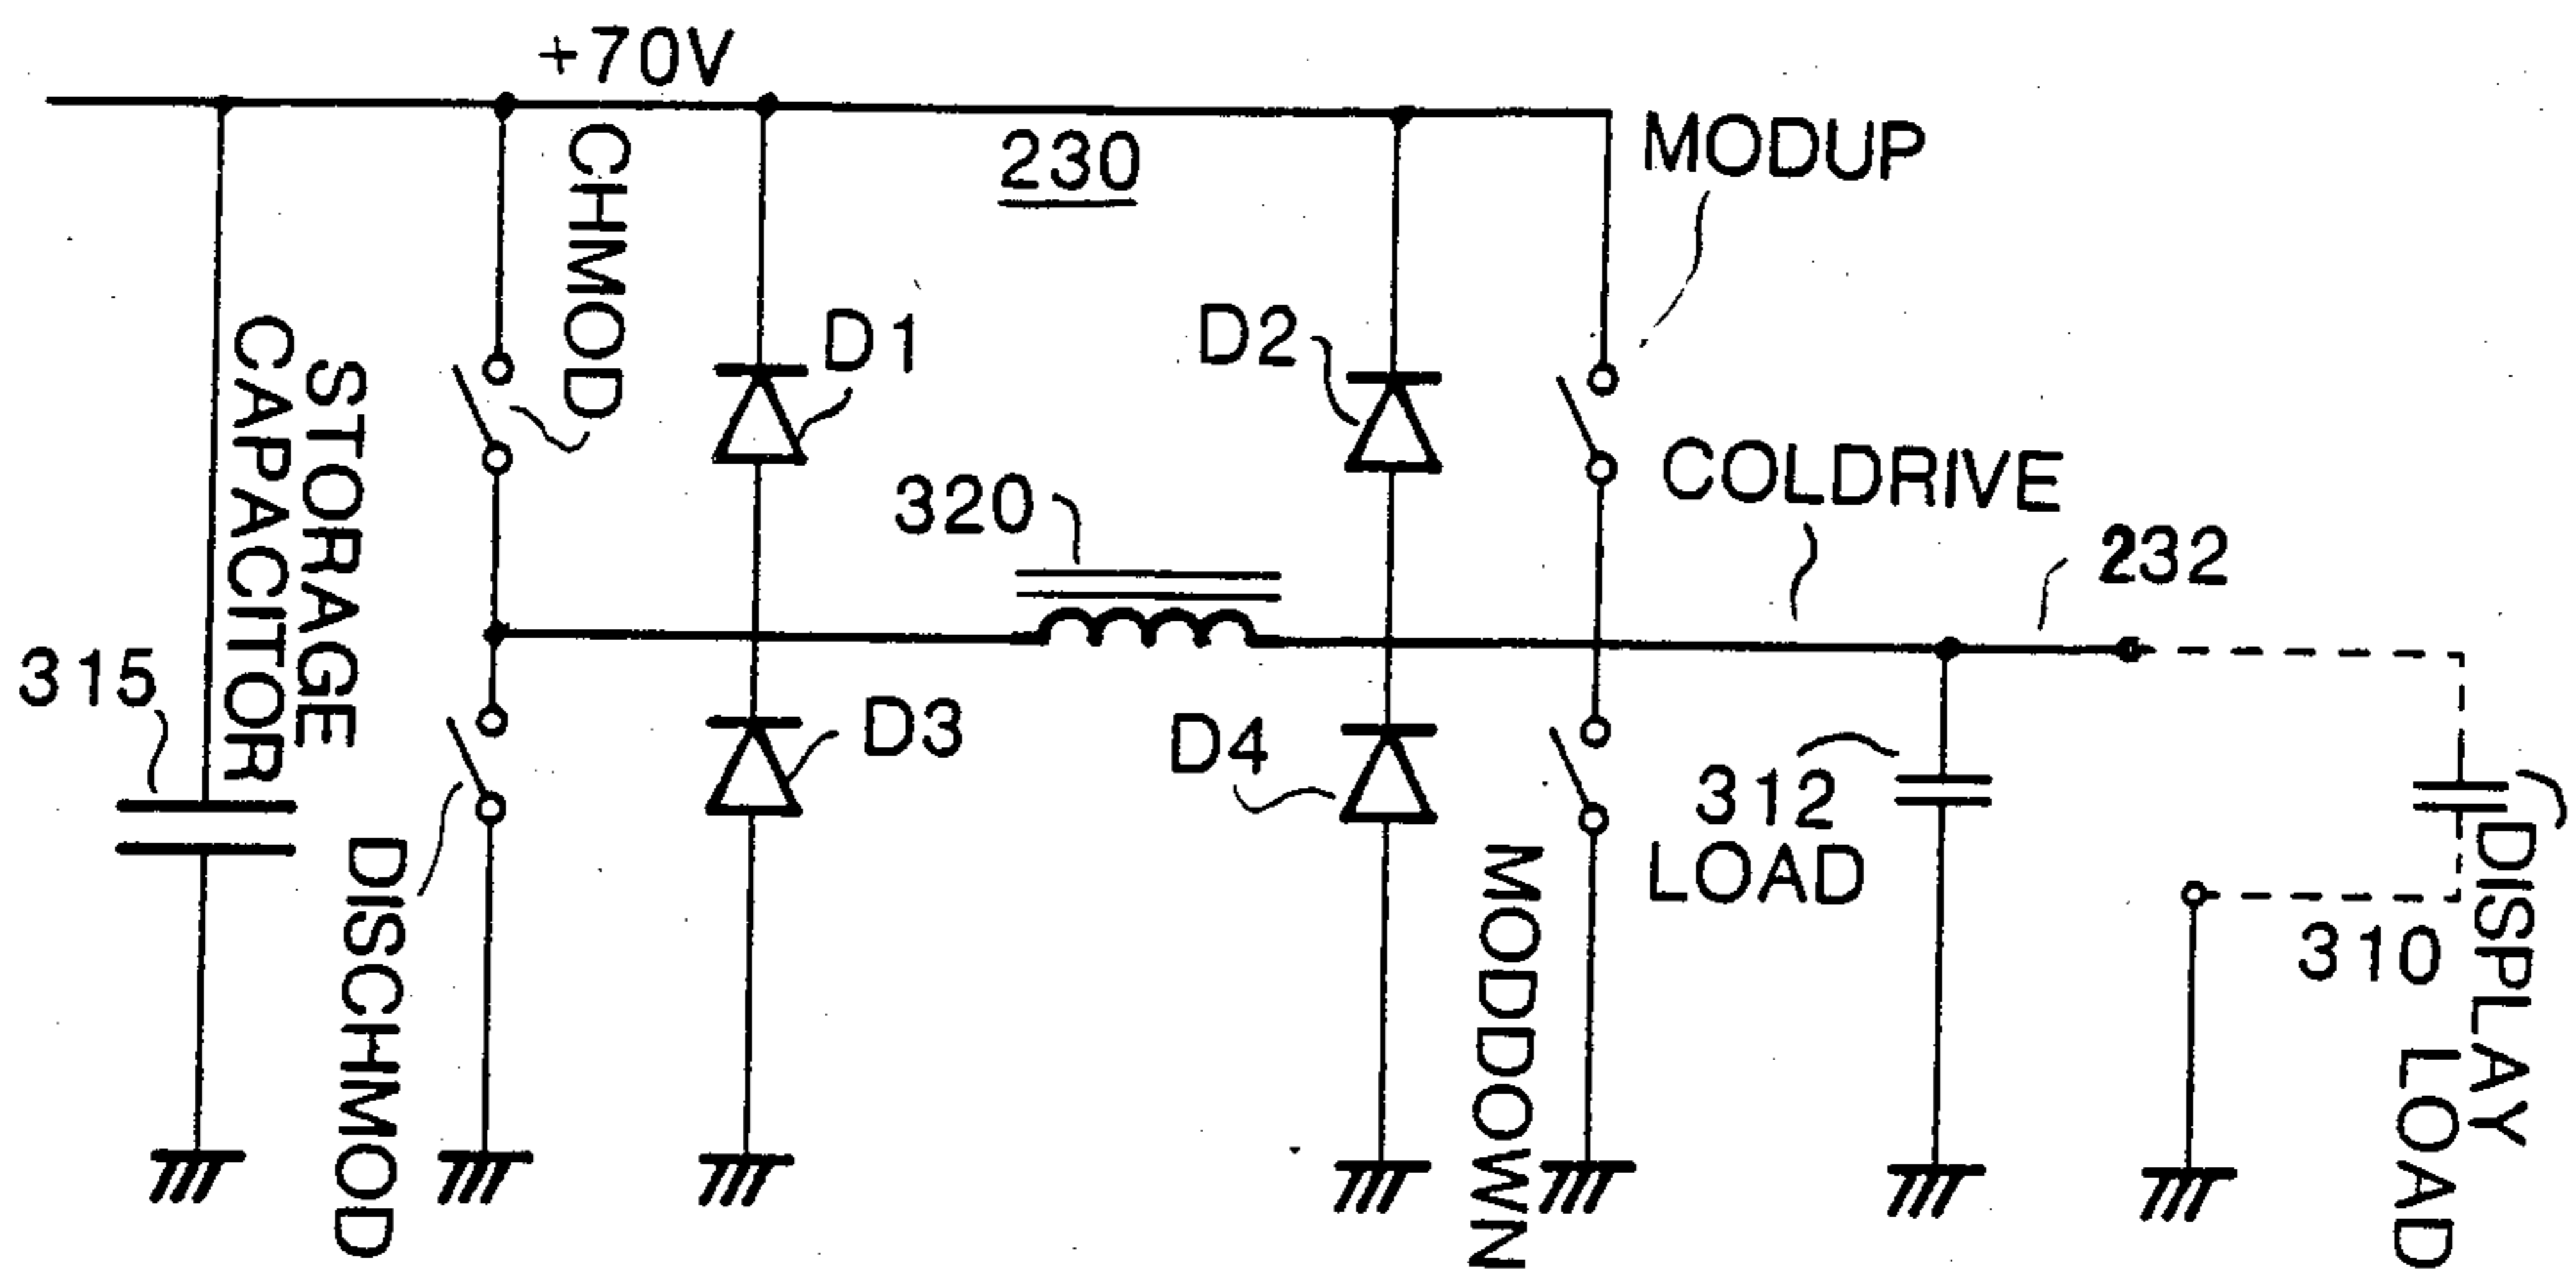 +70V
230
MODUP
CHMOD
D1
D2
STORAGE
CAPACITOR
320
COLDRIVE
232
315
D3
D4
312
LOAD
DISCHMOD
MODDOWN
310
DISPLAY
LOAD